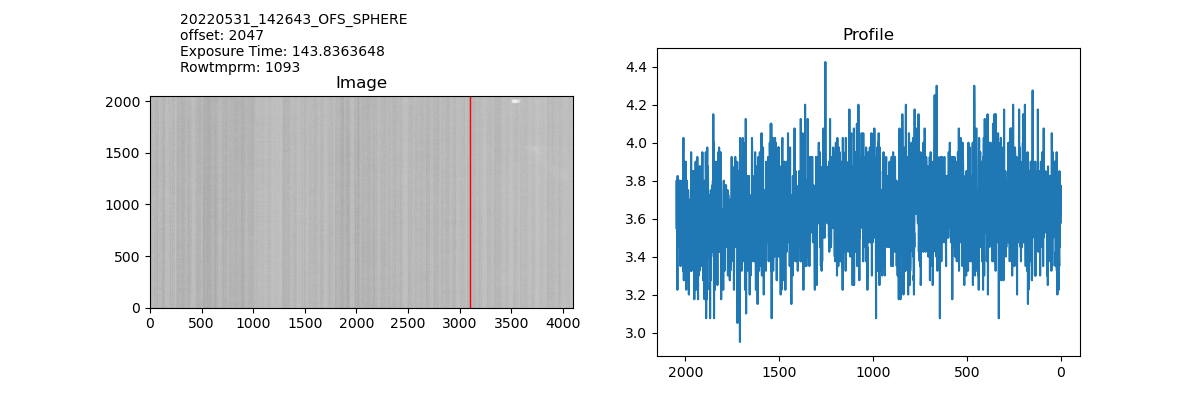 20220531_142643_OFS_SPHERE
offset: 2047
Exposure Time: 143.8363648
Rowtmprm: 1093
Image
2000
1500
1000
500
0
0 500 1000 1500 2000 2500 3000 3500 4000
Profile
4.4
4.2
4.0
3.8
3.6
3.4
3.2
3.0
2000 1500 1000 500 0